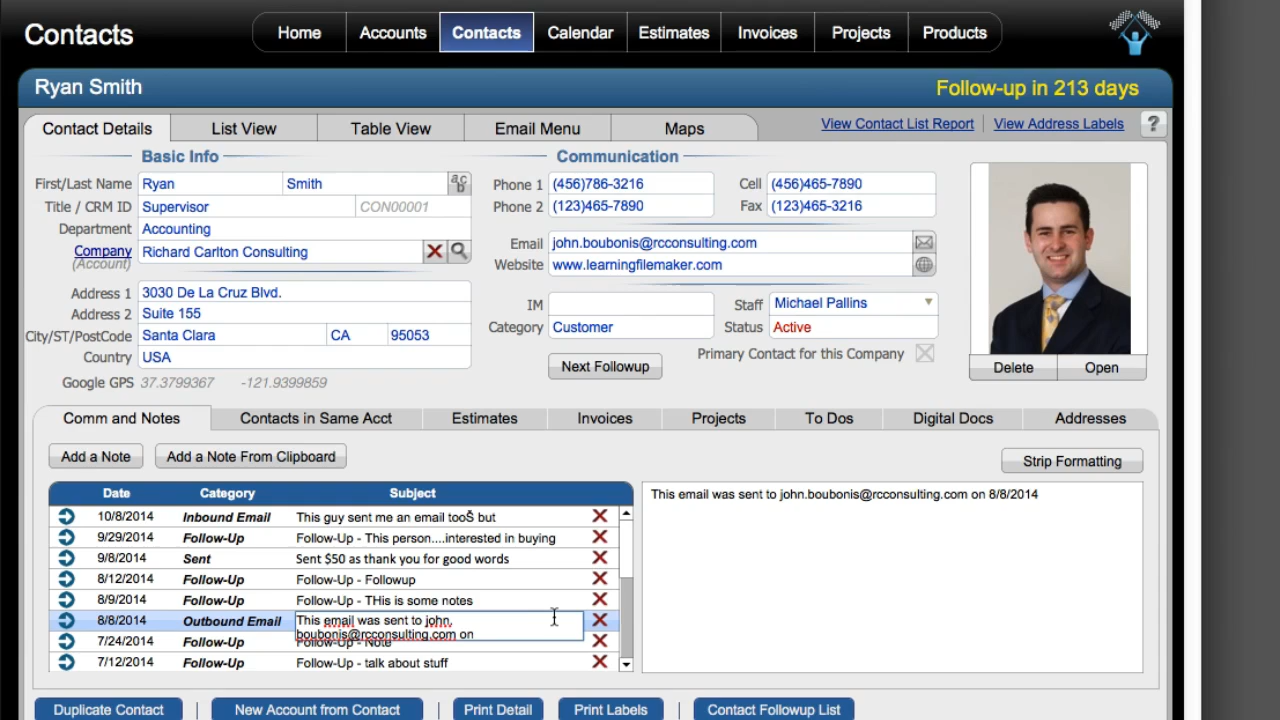 Contacts
Home Accounts Contacts Calendar Estimates Invoices Projects Products
Ryan Smith
Follow-up in 213 days
Contact Details List View Table View Email Menu Maps
View Contact List Report View Address Labels ?
Basic Info
First/Last Name Ryan Smith
Title / CRM ID Supervisor CON00001
Department Accounting
Company Richard Carlton Consulting
(Account)
Address 1 3030 De La Cruz Blvd.
Address 2 Suite 155
City/ST/PostCode Santa Clara CA 95053
Country USA
Google GPS 37.3799367 -121.9399859
Communication
Phone 1 (456)786-3216 Cell (456)465-7890
Phone 2 (123)465-7890 Fax (123)465-3216
Email john.boubonis@rcconsulting.com
Website www.learningfilemaker.com
IM Staff Michael Pallins
Category Customer Status Active
Next Followup Primary Contact for this Company
Delete Open
Comm and Notes Contacts in Same Acct Estimates Invoices Projects To Dos Digital Docs Addresses
Add a Note Add a Note From Clipboard Strip Formatting
Date Category Subject
10/8/2014 Inbound Email This guy sent me an email tooŠ but
9/29/2014 Follow-Up Follow-Up - This person....interested in buying
9/8/2014 Sent Sent $50 as thank you for good words
8/12/2014 Follow-Up Follow-Up - Followup
8/9/2014 Follow-Up Follow-Up - THis is some notes
8/8/2014 Outbound Email This email was sent to john.
boubonis@rcconsulting.com on
7/24/2014 Follow-Up Follow-Up - Note
7/12/2014 Follow-Up Follow-Up - talk about stuff
This email was sent to john.boubonis@rcconsulting.com on 8/8/2014
Duplicate Contact New Account from Contact Print Detail Print Labels Contact Followup List